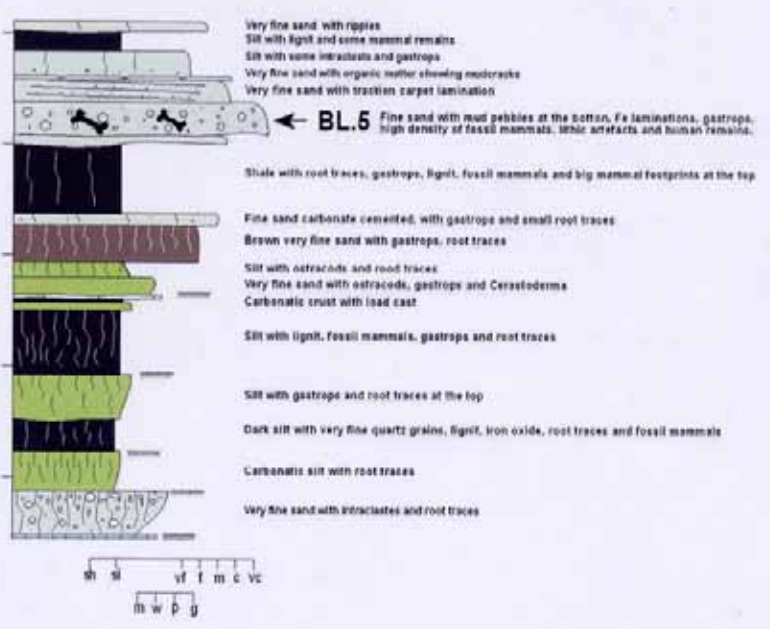 Very fine sand with ripples
Silt with lignit and some mammal remains
Silt with some intraclasts and gastrops
Very fine sand with organic matter showing mudcracks
Very fine sand with traction carpet lamination
BL.5 Fine sand with mud pebbles at the botton, Fe laminations, gastrops,
high density of fossil mammals, lithic artefacts and human remains.
Shale with root traces, gastrops, lignit, fossil mammals and big mammal footprints at the top
Fine sand carbonate cemented, with gastrops and small root traces
Brown very fine sand with gastrops, root traces
Silt with ostracods and rood traces
Very fine sand with ostracods, gastrops and Cerastoderma
Carbonatic crust with load cast
Silt with lignit, fossil mammals, gastrops and root traces
Silt with gastrops and root traces at the top
Dark silt with very fine quartz grains, lignit, iron oxide, root traces and fossil mammals
Carbonatic silt with root traces
Very fine sand with intraclastes and root traces
sh si vf f m c vc
m w p g